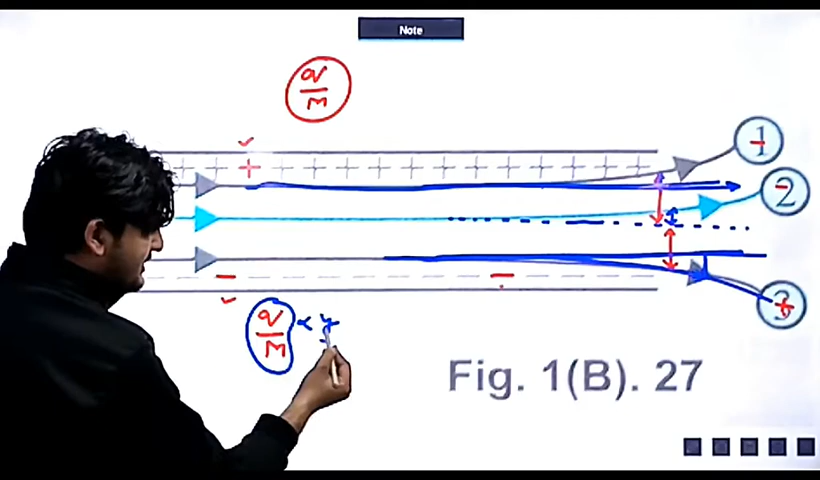 Note
q/m
+
1
-
2
-
3
+
-
-
q/m ∝ y
Fig. 1(B). 27